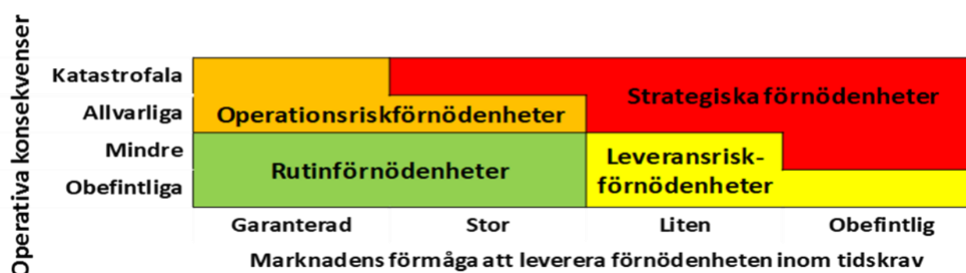 Operativa konsekvenser
Katastrofala
Allvarliga
Mindre
Obefintliga
Strategiska förnödenheter
Operationsriskförnödenheter
Rutinförnödenheter
Leveransrisk-
förnödenheter
Garanterad
Stor
Liten
Obefintlig
Marknadens förmåga att leverera förnödenheten inom tidskrav